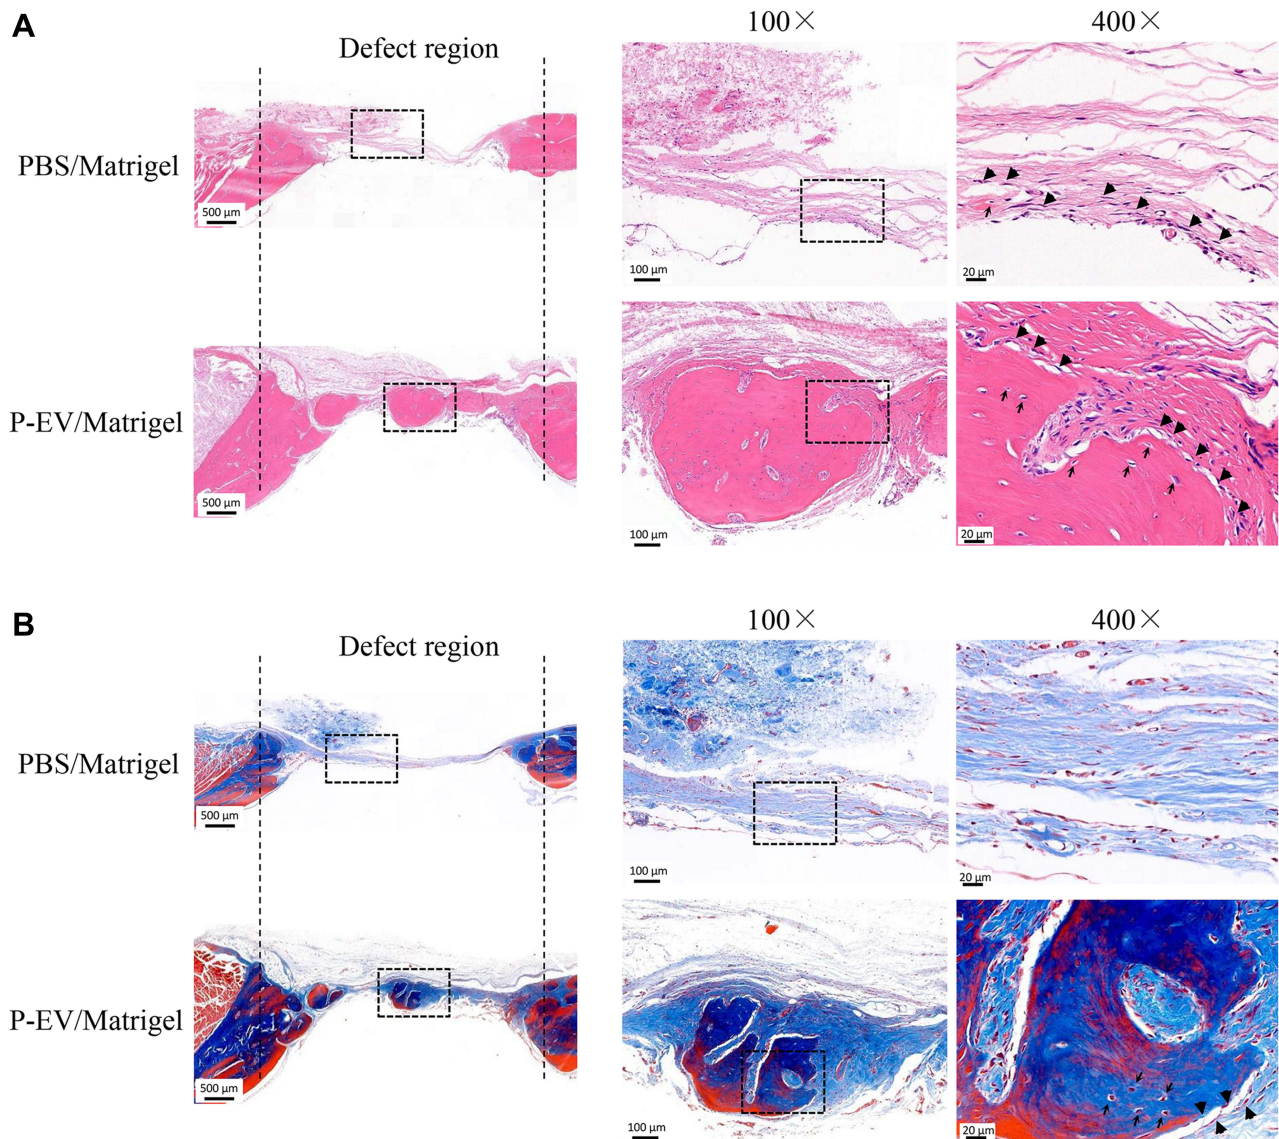 A
100×
400×
Defect region
PBS/Matrigel
500 µm
100 µm
20 µm
P-EV/Matrigel
500 µm
100 µm
20 µm
B
100×
400×
Defect region
PBS/Matrigel
500 µm
100 µm
20 µm
P-EV/Matrigel
500 µm
100 µm
20 µm